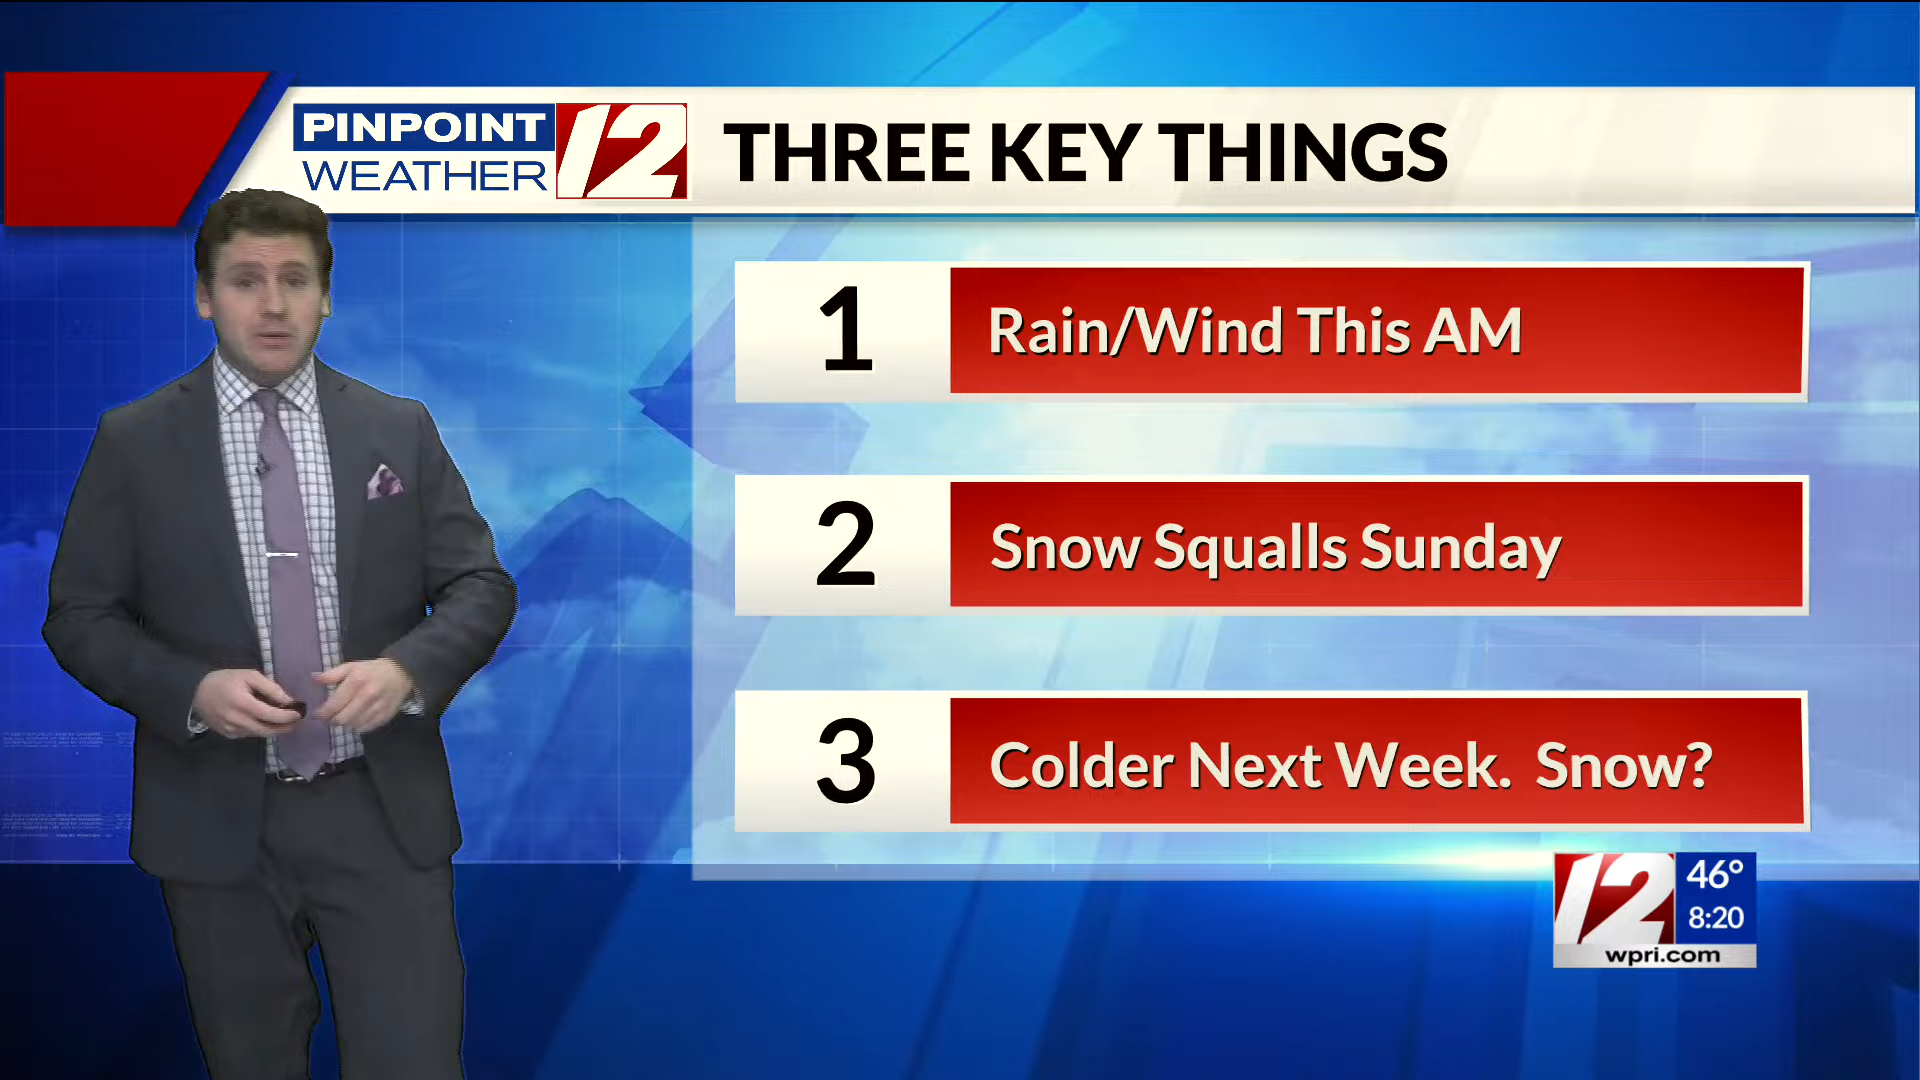 PINPOINT
WEATHER
12
THREE KEY THINGS
1
Rain/Wind This AM
2
Snow Squalls Sunday
3
Colder Next Week. Snow?
12
46°
8:20
wpri.com